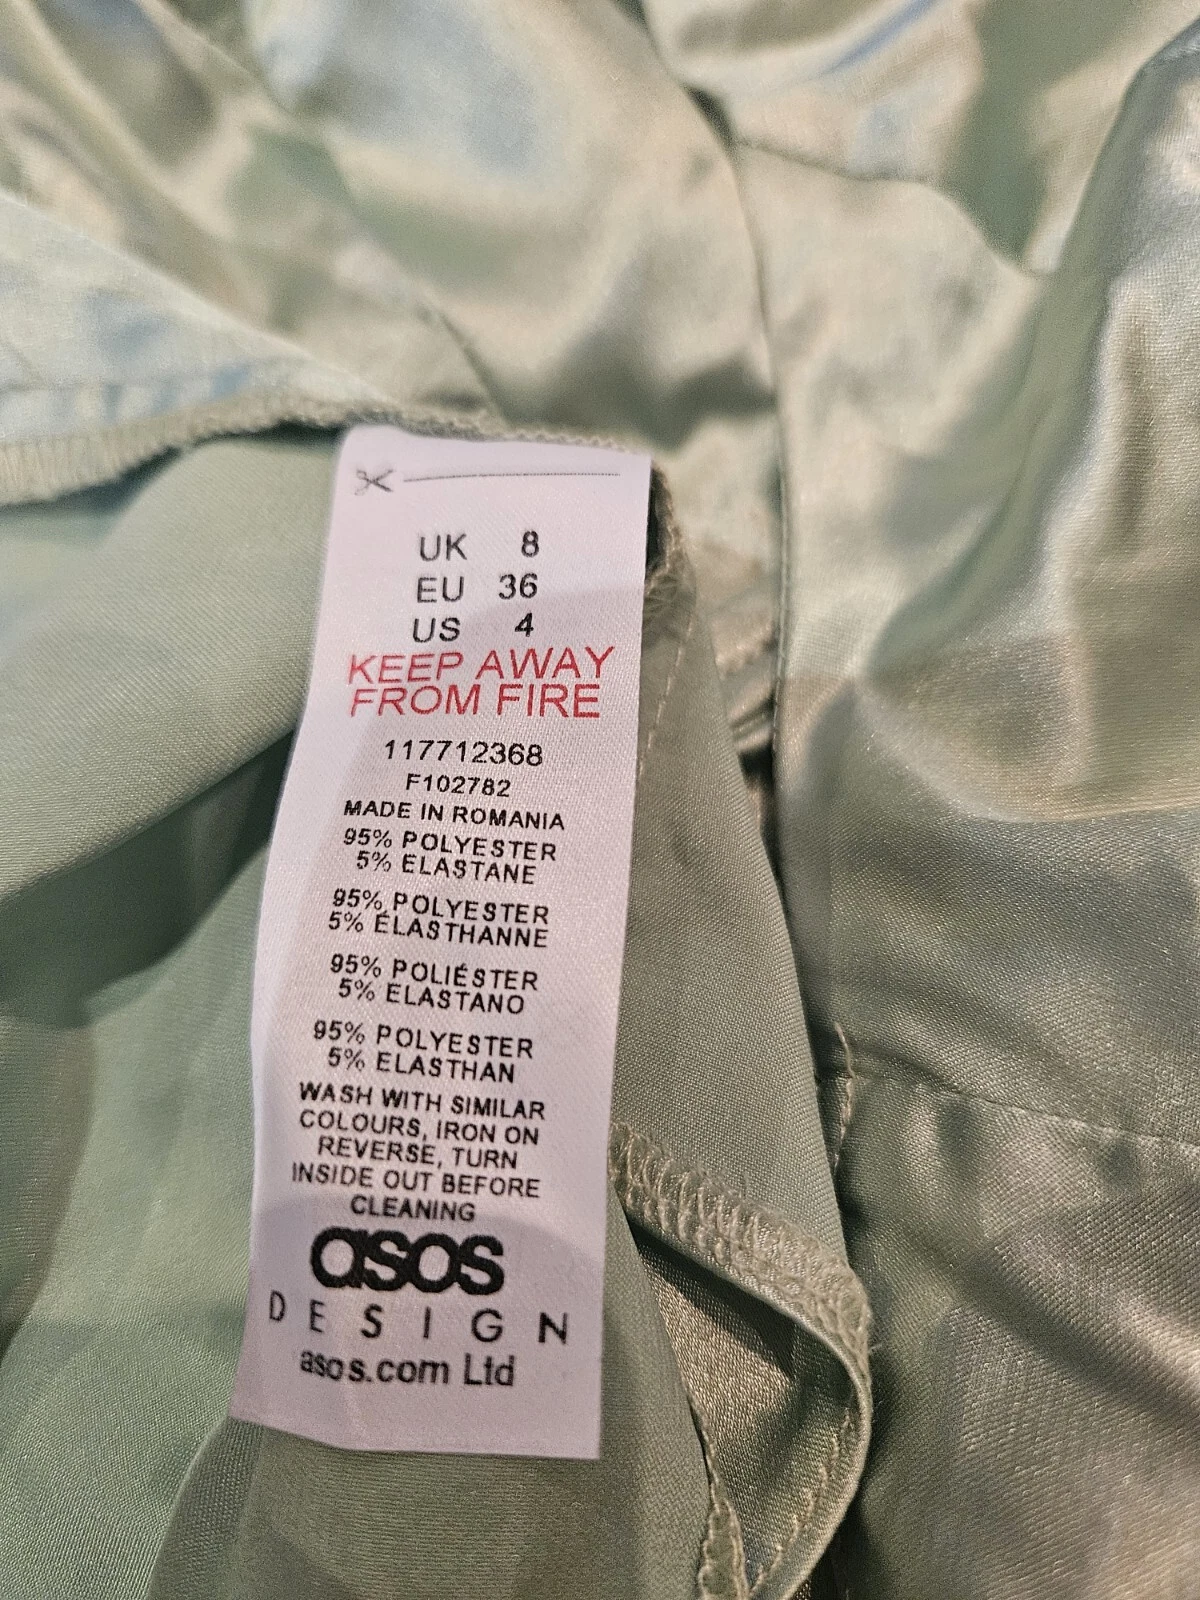 UK 8
EU 36
US 4
KEEP AWAY
FROM FIRE
117712368
F102782
MADE IN ROMANIA
95% POLYESTER
5% ELASTANE
95% POLYESTER
5% ÉLASTHANNE
95% POLIÉSTER
5% ELASTANO
95% POLYESTER
5% ELASTHAN
WASH WITH SIMILAR
COLOURS, IRON ON
REVERSE, TURN
INSIDE OUT BEFORE
CLEANING
asos
DESIGN
asos.com Ltd